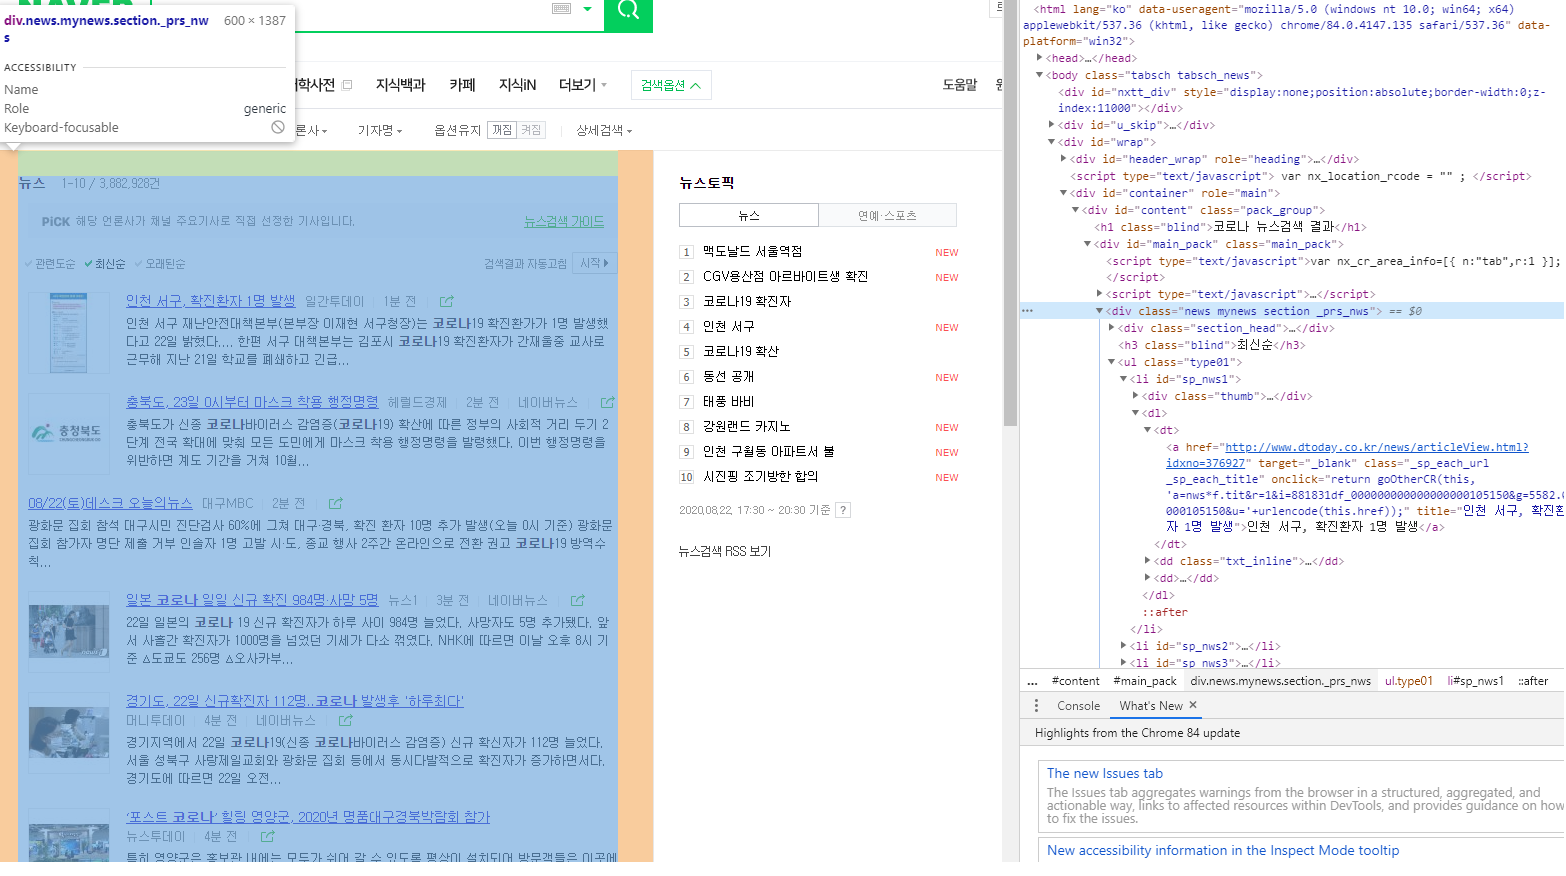 div.news.mynews.section._prs_nws 600 × 1387
ACCESSIBILITY
Name
Role generic
Keyboard-focusable
어학사전 지식백과 카페 지식iN 더보기 검색옵션 도움말
론사 기자명 옵션유지 꺼짐 켜짐 상세검색
뉴스 1-10 / 3,882,928건
PiCK 해당 언론사가 채널 주요기사로 직접 선정한 기사입니다. 뉴스검색 가이드
관련도순 최신순 오래된순 검색결과 자동고침 시작
인천 서구, 확진환자 1명 발생 일간투데이 1분 전
인천 서구 재난안전대책본부(본부장 이재현 서구청장)는 코로나19 확진환가가 1명 발생했
다고 22일 밝혔다.... 한편 서구 대책본부는 김포시 코로나19 확진환자가 간재울중 교사로
근무해 지난 21일 학교를 폐쇄하고 긴급...
충북도, 23일 0시부터 마스크 착용 행정명령 헤럴드경제 2분 전 네이버뉴스
충청북도
충북도가 신종 코로나바이러스 감염증(코로나19) 확산에 따른 정부의 사회적 거리 두기 2
단계 전국 확대에 맞춰 모든 도민에게 마스크 착용 행정명령을 발령했다. 이번 행정명령을
위반하면 계도 기간을 거쳐 10월...
08/22(토)데스크 오늘의뉴스 대구MBC 2분 전
광화문 집회 참석 대구시민 진단검사 60%에 그쳐 대구·경북, 확진 환자 10명 추가 발생(오늘 0시 기준) 광화문
집회 참가자 명단 제출 거부 인솔자 1명 고발 시·도, 종교 행사 2주간 온라인으로 전환 권고 코로나19 방역수
칙...
일본 코로나 일일 신규 확진 984명·사망 5명 뉴스1 3분 전 네이버뉴스
22일 일본의 코로나 19 신규 확진자가 하루 사이 984명 늘었다. 사망자도 5명 추가됐다. 앞
서 사흘간 확진자가 1000명을 넘었던 기세가 다소 꺾였다. NHK에 따르면 이날 오후 8시 기
준 △도쿄도 256명 △오사카부...
경기도, 22일 신규확진자 112명..코로나 발생후 '하루최다'
머니투데이 4분 전 네이버뉴스
경기지역에서 22일 코로나19(신종 코로나바이러스 감염증) 신규 확신자가 112명 늘었다.
서울 성북구 사랑제일교회와 광화문 집회 등에서 동시다발적으로 확진자가 증가하면서다.
경기도에 따르면 22일 오전...
‘포스트 코로나’ 힐링 영양군, 2020년 명품대구경북박람회 참가
뉴스투데이 4분 전
특히 영양군은 홍보관 내에는 모두가 쉬어 갈 수 있도록 평상이 설치되어 방문객들은 이곳에
뉴스토픽
뉴스 연예·스포츠
1 맥도날드 서울역점 NEW
2 CGV용산점 아르바이트생 확진 NEW
3 코로나19 확진자
4 인천 서구 NEW
5 코로나19 확산
6 동선 공개 NEW
7 태풍 바비
8 강원랜드 카지노 NEW
9 인천 구월동 아파트서 불 NEW
10 시진핑 조기방한 합의 NEW
2020.08.22. 17:30 ~ 20:30 기준 ?
뉴스검색 RSS 보기
<html lang="ko" data-useragent="mozilla/5.0 (windows nt 10.0; win64; x64)
applewebkit/537.36 (khtml, like gecko) chrome/84.0.4147.135 safari/537.36" data-
platform="win32">
<head>…</head>
<body class="tabsch tabsch_news">
<div id="nxtt_div" style="display:none;position:absolute;border-width:0;z-
index:11000"></div>
<div id="u_skip">…</div>
<div id="wrap">
<div id="header_wrap" role="heading">…</div>
<script type="text/javascript"> var nx_location_rcode = "" ; </script>
<div id="container" role="main">
<div id="content" class="pack_group">
<h1 class="blind">코로나 뉴스검색 결과</h1>
<div id="main_pack" class="main_pack">
<script type="text/javascript">var nx_cr_area_info=[{ n:"tab",r:1 }];
</script>
<script type="text/javascript">…</script>
<div class="news mynews section _prs_nws"> == $0
<div class="section_head">…</div>
<h3 class="blind">최신순</h3>
<ul class="type01">
<li id="sp_nws1">
<div class="thumb">…</div>
<dl>
<dt>
<a href="http://www.dtoday.co.kr/news/articleView.html?
idxno=376927" target="_blank" class="_sp_each_url
_sp_each_title" onclick="return goOtherCR(this,
'a=nws*f.tit&r=1&i=881831df_000000000000000000105150&g=5582.0
000105150&u='+urlencode(this.href));" title="인천 서구, 확진환
자 1명 발생">인천 서구, 확진환자 1명 발생</a>
</dt>
<dd class="txt_inline">…</dd>
<dd>…</dd>
</dl>
::after
</li>
<li id="sp_nws2">…</li>
<li id="sp_nws3">…</li>
... #content #main_pack div.news.mynews.section._prs_nws ul.type01 li#sp_nws1 ::after
Console What's New ×
Highlights from the Chrome 84 update
The new Issues tab
The Issues tab aggregates warnings from the browser in a structured, aggregated, and
actionable way, links to affected resources within DevTools, and provides guidance on how
to fix the issues.
New accessibility information in the Inspect Mode tooltip